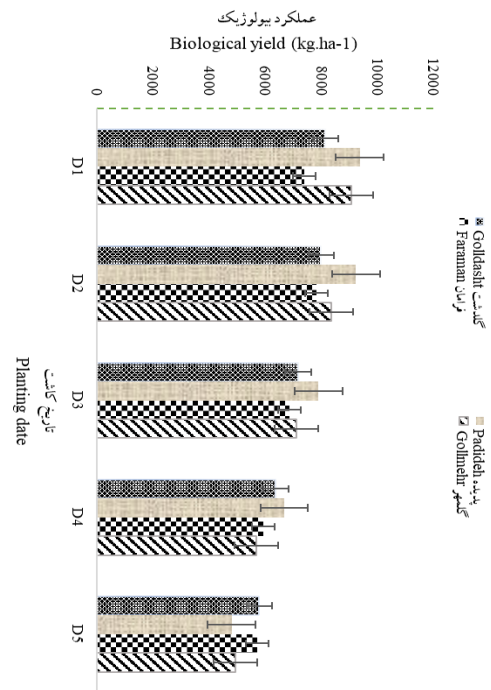 عملکرد بیولوژیک
Biological yield (kg.ha-1)
0
2000
4000
6000
8000
10000
12000
Golldasht گلدشت
Faraman فرامان
Padideh پدیده
Gollmehr گلمهر
D1
D2
D3
D4
D5
تاریخ کاشت
Planting date